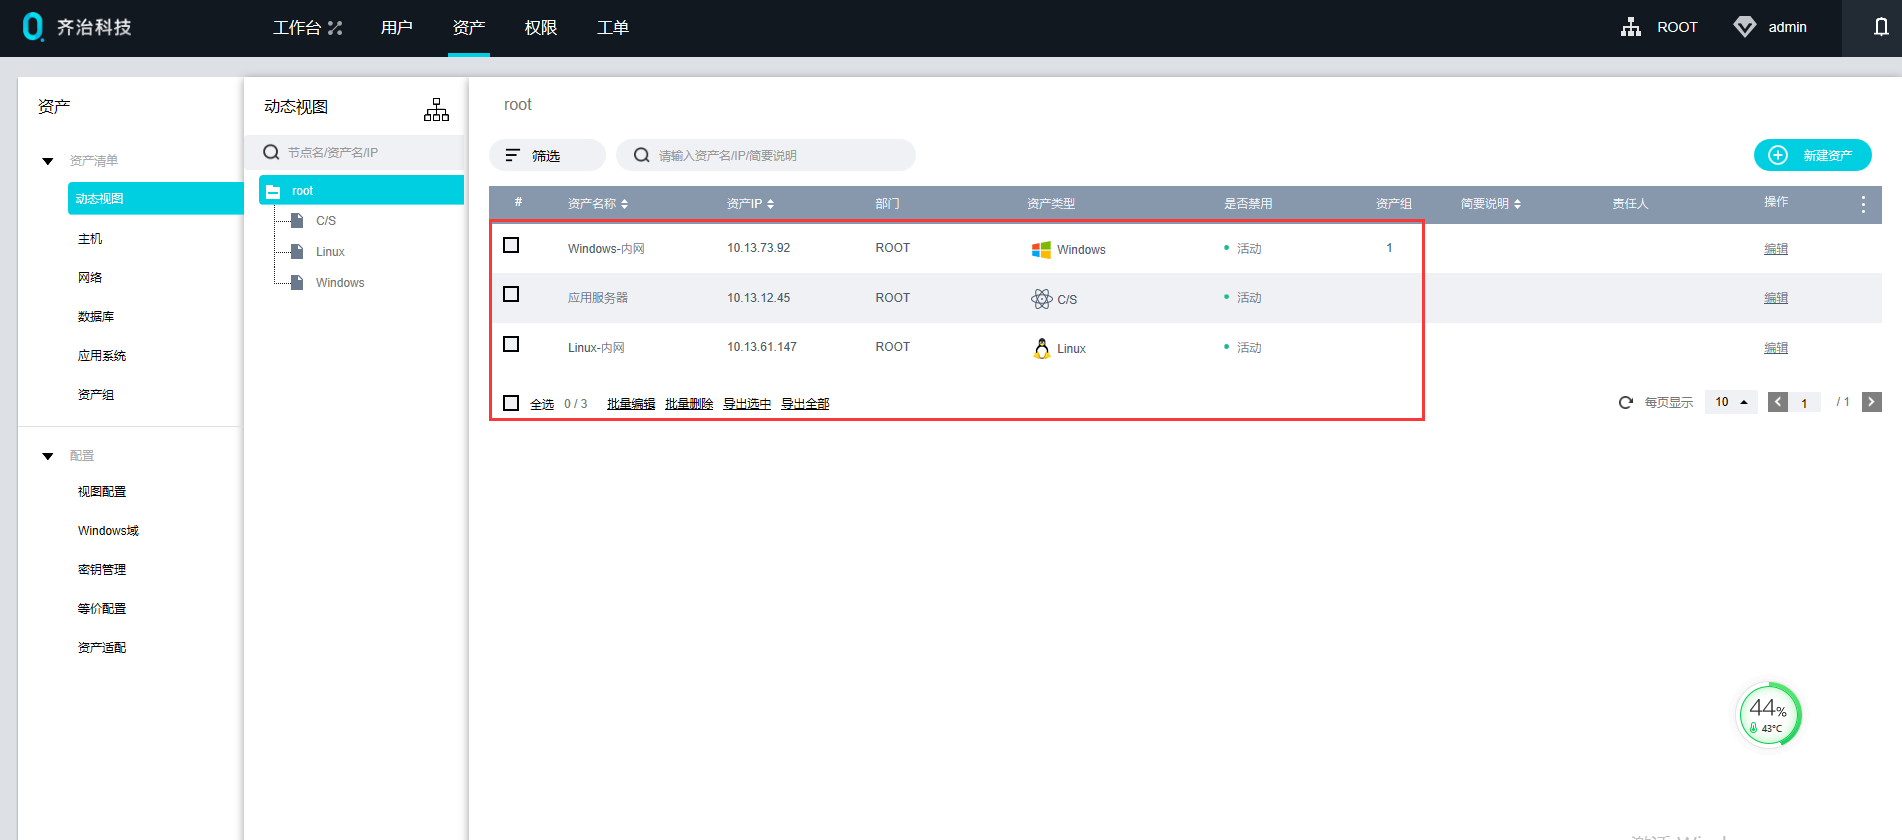 齐治科技 工作台 用户 资产 权限 工单 ROOT admin
资产
资产清单
动态视图
主机
网络
数据库
应用系统
资产组
配置
视图配置
Windows域
密钥管理
等价配置
资产适配
动态视图
节点名/资产名/IP
root
C/S
Linux
Windows
root
筛选 请输入资产名/IP/简要说明 新建资产
# 资产名称 资产IP 部门 资产类型 是否禁用 资产组 简要说明 责任人 操作
Windows-内网 10.13.73.92 ROOT Windows 活动 1 编辑
应用服务器 10.13.12.45 ROOT C/S 活动 编辑
Linux-内网 10.13.61.147 ROOT Linux 活动 编辑
全选 0 / 3 批量编辑 批量删除 导出选中 导出全部 每页显示 10 1 / 1
44%
43°C